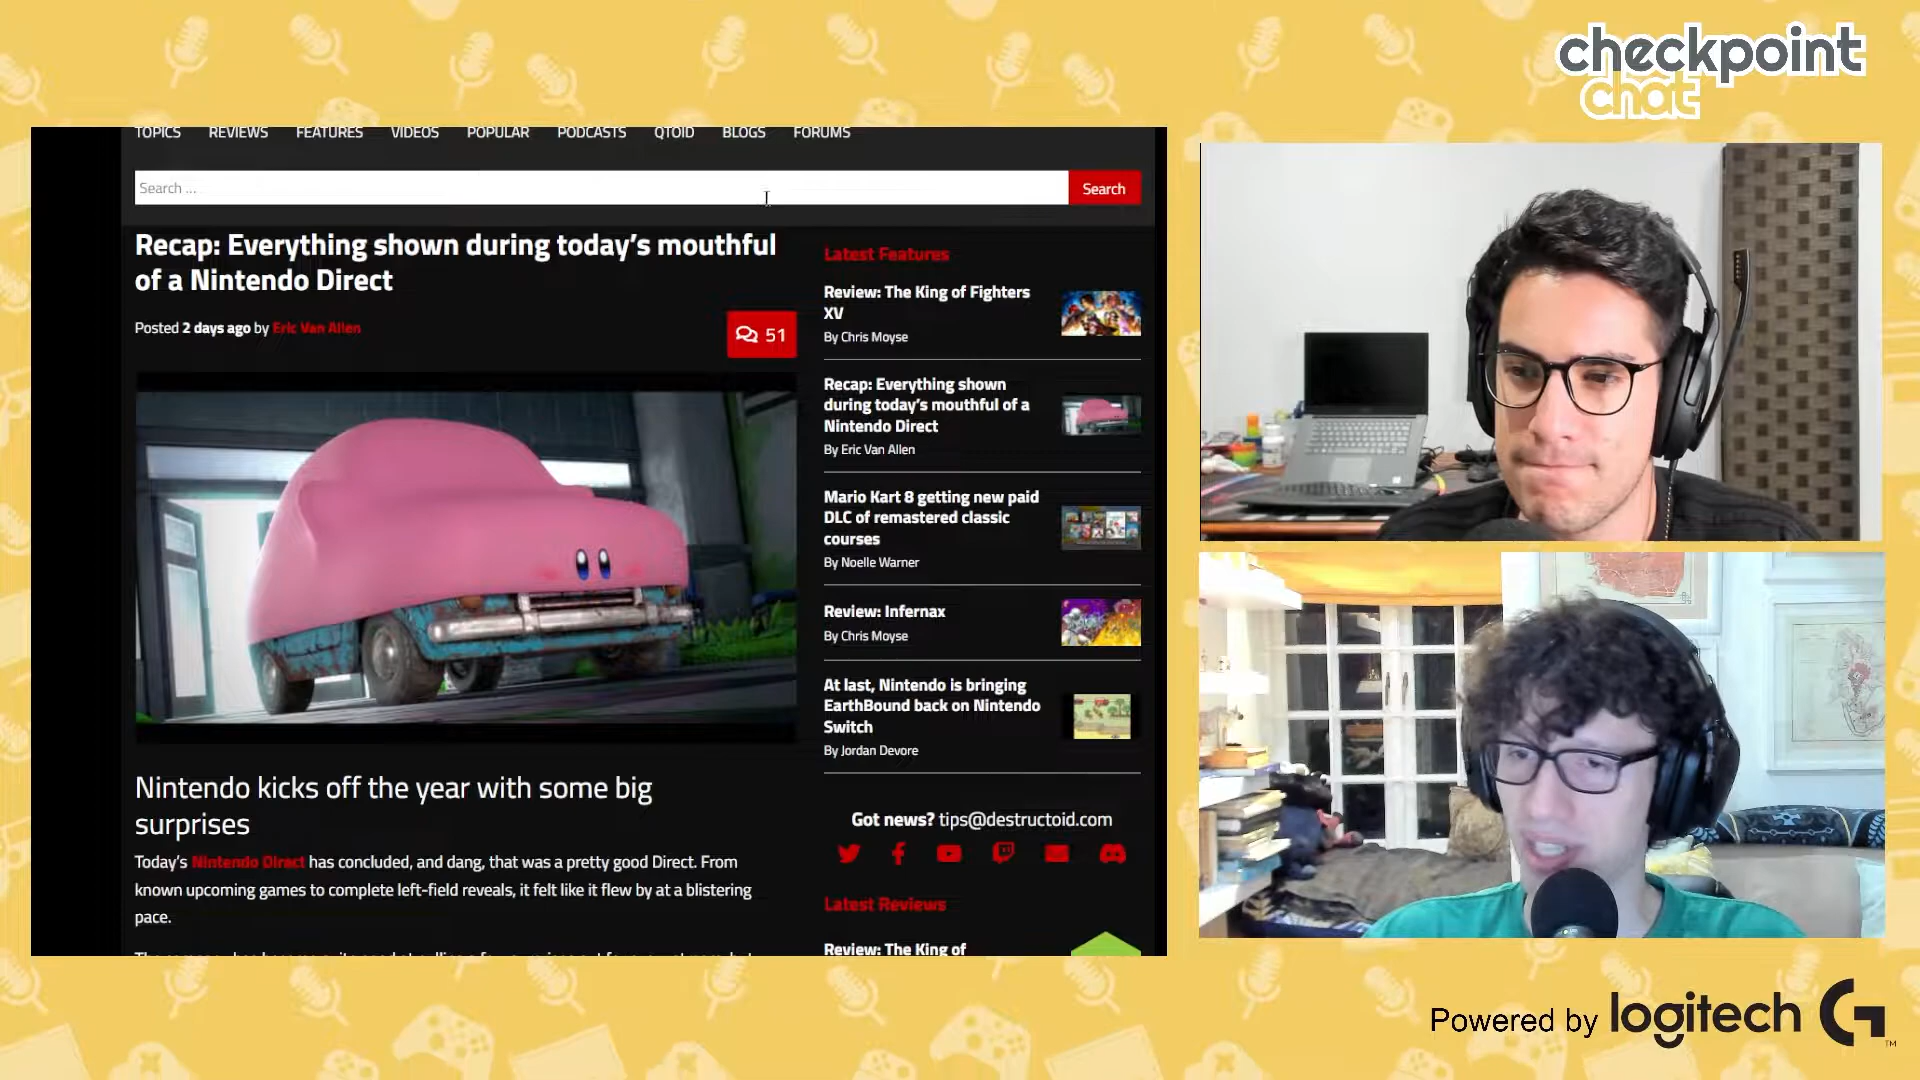 checkpoint
chat
TOPICS REVIEWS FEATURES VIDEOS POPULAR PODCASTS QTOID BLOGS FORUMS
Search ...
Search
Recap: Everything shown during today's mouthful
of a Nintendo Direct
Posted 2 days ago by Eric Van Allen
51
Nintendo kicks off the year with some big
surprises
Today's Nintendo Direct has concluded, and dang, that was a pretty good Direct. From
known upcoming games to complete left-field reveals, it felt like it flew by at a blistering
pace.
Latest Features
Review: The King of Fighters
XV
By Chris Moyse
Recap: Everything shown
during today's mouthful of a
Nintendo Direct
By Eric Van Allen
Mario Kart 8 getting new paid
DLC of remastered classic
courses
By Noelle Warner
Review: Infernax
By Chris Moyse
At last, Nintendo is bringing
EarthBound back on Nintendo
Switch
By Jordan Devore
Got news? tips@destructoid.com
Latest Reviews
Review: The King of
Powered by logitech G